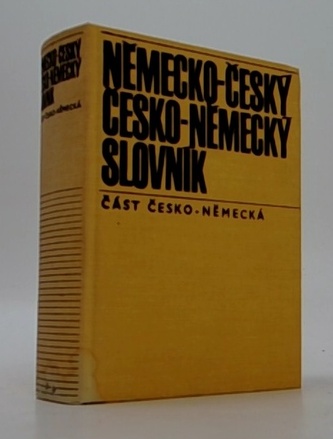 NĚMECKO-ČESKÝ
ČESKO-NĚMECKÝ
SLOVNÍK
ČÁST ČESKO-NĚMECKÁ